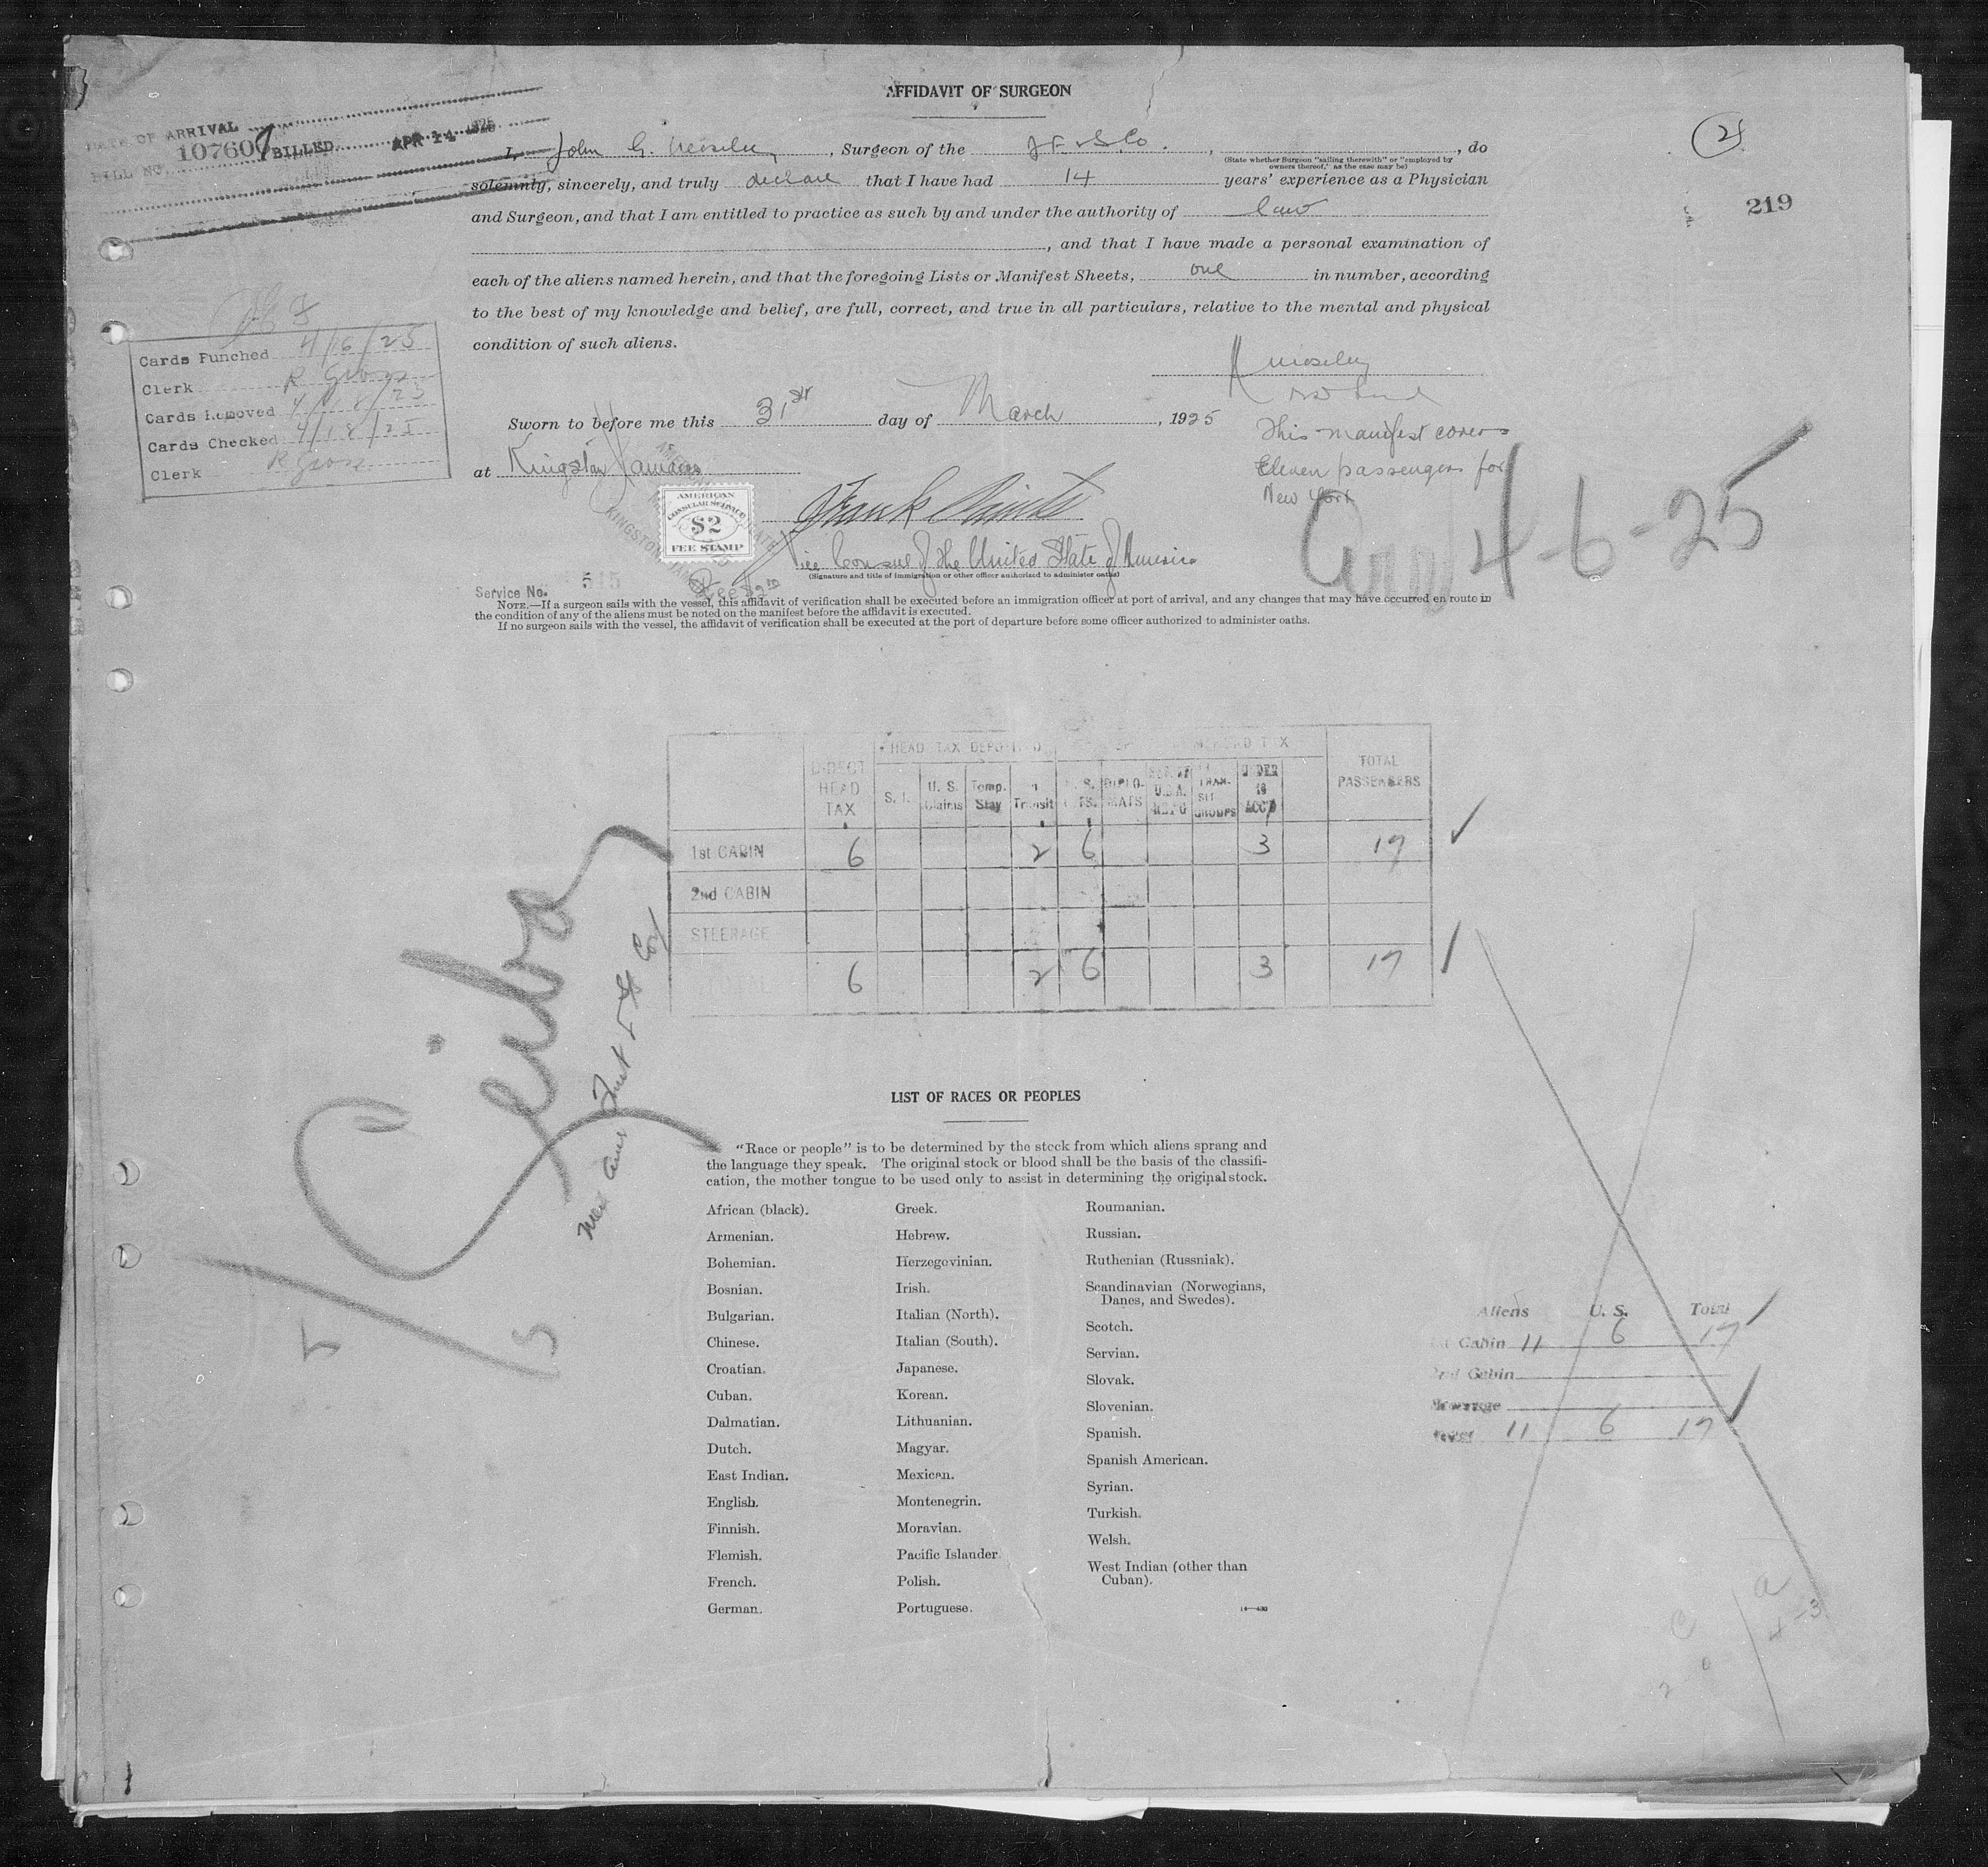 AFFIDAVIT OF SURGEON
DATE OF ARRIVAL
BILL NO. 107607 BILLED APR 14 1925
2
219
I, John G. Moseley, Surgeon of the J F & S. Co. , , do
(State whether Surgeon "sailing therewith" or "employed by owners thereof," as the case may be)
solemnly, sincerely, and truly declare that I have had 14 years' experience as a Physician
and Surgeon, and that I am entitled to practice as such by and under the authority of law
, and that I have made a personal examination of
each of the aliens named herein, and that the foregoing Lists or Manifest Sheets, one in number, according
to the best of my knowledge and belief, are full, correct, and true in all particulars, relative to the mental and physical
condition of such aliens.
Moseley
Cards Punched 4/16/25
Clerk R Gross
Cards Removed 4/18/25
Cards Checked 4/18/25
Clerk R Gross
Sworn to before me this 31st day of March, 1925
at Kingston Jamaica
This manifest covers
Eleven passengers for
New York
4-6-25
AMERICAN
CONSULAR SERVICE
$2
FEE STAMP
Frank
Vice Consul of the United State of America
(Signature and title of immigration or other officer authorized to administer oaths)
Service No. 515
Fee $2.00
NOTE.—If a surgeon sails with the vessel, this affidavit of verification shall be executed before an immigration officer at port of arrival, and any changes that may have occurred en route in
the condition of any of the aliens must be noted on the manifest before the affidavit is executed.
If no surgeon sails with the vessel, the affidavit of verification shall be executed at the port of departure before some officer authorized to administer oaths.
HEAD TAX DEPOSITED HEAD TAX
DIRECT HEAD TAX S. I. U. S. Claims Temp. Stay In Transit DIPLOMATS TRANSIT GROUPS UNDER 16 ACC'D TOTAL PASSENGERS
1st CABIN 6 2 6 3 17
2nd CABIN
STEERAGE
6 2 6 3 17
Ceiba
LIST OF RACES OR PEOPLES
"Race or people" is to be determined by the stock from which aliens sprang and
the language they speak. The original stock or blood shall be the basis of the classifi-
cation, the mother tongue to be used only to assist in determining the original stock.
African (black).
Armenian.
Bohemian.
Bosnian.
Bulgarian.
Chinese.
Croatian.
Cuban.
Dalmatian.
Dutch.
East Indian.
English.
Finnish.
Flemish.
French.
German.
Greek.
Hebrew.
Herzegovinian.
Irish.
Italian (North).
Italian (South).
Japanese.
Korean.
Lithuanian.
Magyar.
Mexican.
Montenegrin.
Moravian.
Pacific Islander
Polish.
Portuguese.
Roumanian.
Russian.
Ruthenian (Russniak).
Scandinavian (Norwegians,
Danes, and Swedes).
Scotch.
Servian.
Slovak.
Slovenian.
Spanish.
Spanish American.
Syrian.
Turkish.
Welsh.
West Indian (other than
Cuban).
Aliens U. S. Total
Cabin 11 6 17
2nd Cabin
Steerage
Total 11 6 17